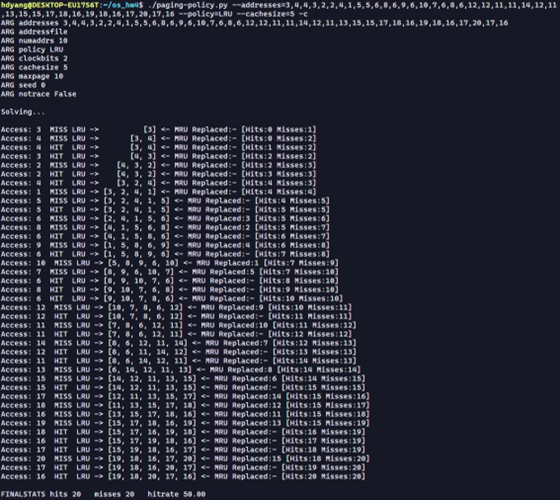 hdyang@DESKTOP-EU17S6T:~/os_hw4$ ./paging-policy.py --addresses=3,4,4,3,2,2,4,1,5,5,6,8,6,9,6,10,7,6,8,6,12,12,11,11,14,12,11
,13,15,15,17,18,16,19,18,16,17,20,17,16 --policy=LRU --cachesize=5 -c
ARG addresses 3,4,4,3,2,2,4,1,5,5,6,8,6,9,6,10,7,6,8,6,12,12,11,11,14,12,11,13,15,15,17,18,16,19,18,16,17,20,17,16
ARG addressfile
ARG numaddrs 10
ARG policy LRU
ARG clockbits 2
ARG cachesize 5
ARG maxpage 10
ARG seed 0
ARG notrace False
Solving...
Access: 3 MISS LRU -> [3] <- MRU Replaced:- [Hits:0 Misses:1]
Access: 4 MISS LRU -> [3, 4] <- MRU Replaced:- [Hits:0 Misses:2]
Access: 4 HIT LRU -> [3, 4] <- MRU Replaced:- [Hits:1 Misses:2]
Access: 3 HIT LRU -> [4, 3] <- MRU Replaced:- [Hits:2 Misses:2]
Access: 2 MISS LRU -> [4, 3, 2] <- MRU Replaced:- [Hits:2 Misses:3]
Access: 2 HIT LRU -> [4, 3, 2] <- MRU Replaced:- [Hits:3 Misses:3]
Access: 4 HIT LRU -> [3, 2, 4] <- MRU Replaced:- [Hits:4 Misses:3]
Access: 1 MISS LRU -> [3, 2, 4, 1] <- MRU Replaced:- [Hits:4 Misses:4]
Access: 5 MISS LRU -> [3, 2, 4, 1, 5] <- MRU Replaced:- [Hits:4 Misses:5]
Access: 5 HIT LRU -> [3, 2, 4, 1, 5] <- MRU Replaced:- [Hits:5 Misses:5]
Access: 6 MISS LRU -> [2, 4, 1, 5, 6] <- MRU Replaced:3 [Hits:5 Misses:6]
Access: 8 MISS LRU -> [4, 1, 5, 6, 8] <- MRU Replaced:2 [Hits:5 Misses:7]
Access: 6 HIT LRU -> [4, 1, 5, 8, 6] <- MRU Replaced:- [Hits:6 Misses:7]
Access: 9 MISS LRU -> [1, 5, 8, 6, 9] <- MRU Replaced:4 [Hits:6 Misses:8]
Access: 6 HIT LRU -> [1, 5, 8, 9, 6] <- MRU Replaced:- [Hits:7 Misses:8]
Access: 10 MISS LRU -> [5, 8, 9, 6, 10] <- MRU Replaced:1 [Hits:7 Misses:9]
Access: 7 MISS LRU -> [8, 9, 6, 10, 7] <- MRU Replaced:5 [Hits:7 Misses:10]
Access: 6 HIT LRU -> [8, 9, 10, 7, 6] <- MRU Replaced:- [Hits:8 Misses:10]
Access: 8 HIT LRU -> [9, 10, 7, 6, 8] <- MRU Replaced:- [Hits:9 Misses:10]
Access: 6 HIT LRU -> [9, 10, 7, 8, 6] <- MRU Replaced:- [Hits:10 Misses:10]
Access: 12 MISS LRU -> [10, 7, 8, 6, 12] <- MRU Replaced:9 [Hits:10 Misses:11]
Access: 12 HIT LRU -> [10, 7, 8, 6, 12] <- MRU Replaced:- [Hits:11 Misses:11]
Access: 11 MISS LRU -> [7, 8, 6, 12, 11] <- MRU Replaced:10 [Hits:11 Misses:12]
Access: 11 HIT LRU -> [7, 8, 6, 12, 11] <- MRU Replaced:- [Hits:12 Misses:12]
Access: 14 MISS LRU -> [8, 6, 12, 11, 14] <- MRU Replaced:7 [Hits:12 Misses:13]
Access: 12 HIT LRU -> [8, 6, 11, 14, 12] <- MRU Replaced:- [Hits:13 Misses:13]
Access: 11 HIT LRU -> [8, 6, 14, 12, 11] <- MRU Replaced:- [Hits:14 Misses:13]
Access: 13 MISS LRU -> [6, 14, 12, 11, 13] <- MRU Replaced:8 [Hits:14 Misses:14]
Access: 15 MISS LRU -> [14, 12, 11, 13, 15] <- MRU Replaced:6 [Hits:14 Misses:15]
Access: 15 HIT LRU -> [14, 12, 11, 13, 15] <- MRU Replaced:- [Hits:15 Misses:15]
Access: 17 MISS LRU -> [12, 11, 13, 15, 17] <- MRU Replaced:14 [Hits:15 Misses:16]
Access: 18 MISS LRU -> [11, 13, 15, 17, 18] <- MRU Replaced:12 [Hits:15 Misses:17]
Access: 16 MISS LRU -> [13, 15, 17, 18, 16] <- MRU Replaced:11 [Hits:15 Misses:18]
Access: 19 MISS LRU -> [15, 17, 18, 16, 19] <- MRU Replaced:13 [Hits:15 Misses:19]
Access: 18 HIT LRU -> [15, 17, 16, 19, 18] <- MRU Replaced:- [Hits:16 Misses:19]
Access: 16 HIT LRU -> [15, 17, 19, 18, 16] <- MRU Replaced:- [Hits:17 Misses:19]
Access: 17 HIT LRU -> [15, 19, 18, 16, 17] <- MRU Replaced:- [Hits:18 Misses:19]
Access: 20 MISS LRU -> [19, 18, 16, 17, 20] <- MRU Replaced:15 [Hits:18 Misses:20]
Access: 17 HIT LRU -> [19, 18, 16, 20, 17] <- MRU Replaced:- [Hits:19 Misses:20]
Access: 16 HIT LRU -> [19, 18, 20, 17, 16] <- MRU Replaced:- [Hits:20 Misses:20]
FINALSTATS hits 20 misses 20 hitrate 50.00